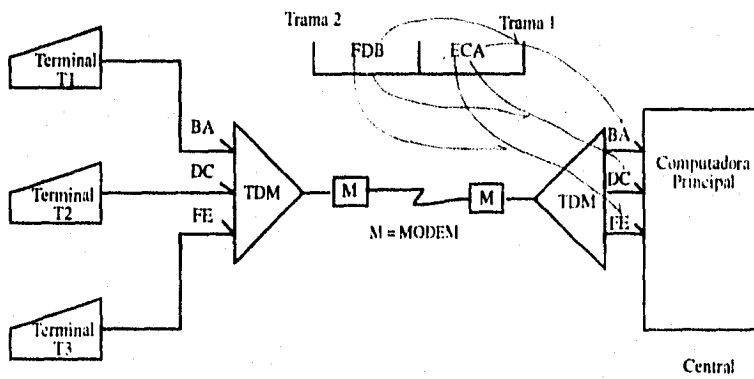 Trama 2
Trama 1
FDB
ECA
Terminal
T1
BA
DC
FE
TDM
Terminal
T2
Terminal
T3
M
M
M = MODEM
TDM
BA
DC
FE
Computadora
Principal
Central